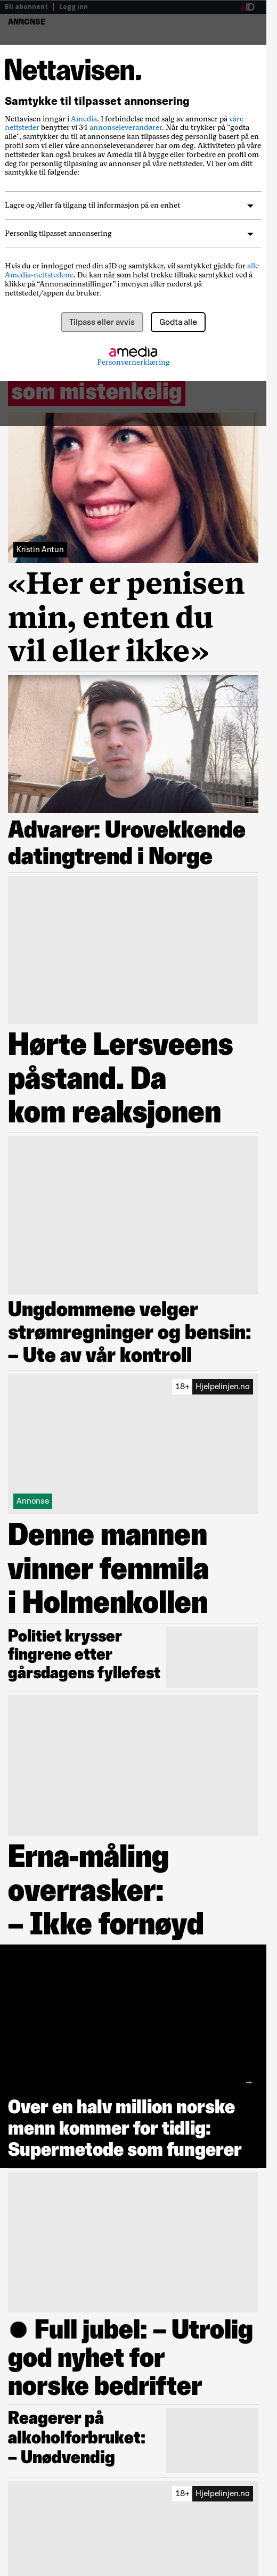 Bli abonnent | Logg inn
aID
ANNONSE
Nettavisen.
Samtykke til tilpasset annonsering
Nettavisen inngår i Amedia. I forbindelse med salg av annonser på våre
nettsteder benytter vi 34 annonseleverandører. Når du trykker på "godta
alle", samtykker du til at annonsene kan tilpasses deg personlig basert på en
profil som vi eller våre annonseleverandører har om deg. Aktiviteten på våre
nettsteder kan også brukes av Amedia til å bygge eller forbedre en profil om
deg til personlig tilpasning av annonser på våre nettsteder. Vi ber om ditt
samtykke til følgende:
Lagre og/eller få tilgang til informasjon på en enhet
Personlig tilpasset annonsering
Hvis du er innlogget med din aID og samtykker, vil samtykket gjelde for alle
Amedia-nettstedene. Du kan når som helst trekke tilbake samtykket ved å
klikke på "Annonseinnstillinger" i menyen eller nederst på
nettstedet/appen du bruker.
Tilpass eller avvis
Godta alle
amedia
Personvernerklæring
som mistenkelig
Kristin Antun
«Her er penisen
min, enten du
vil eller ikke»
Advarer: Urovekkende
datingtrend i Norge
Hørte Lersveens
påstand. Da
kom reaksjonen
Ungdommene velger
strømregninger og bensin:
– Ute av vår kontroll
18+ Hjelpelinjen.no
Annonse
Denne mannen
vinner femmila
i Holmenkollen
Politiet krysser
fingrene etter
gårsdagens fyllefest
Erna-måling
overrasker:
– Ikke fornøyd
Over en halv million norske
menn kommer for tidlig:
Supermetode som fungerer
● Full jubel: – Utrolig
god nyhet for
norske bedrifter
Reagerer på
alkoholforbruket:
– Unødvendig
18+ Hjelpelinjen.no